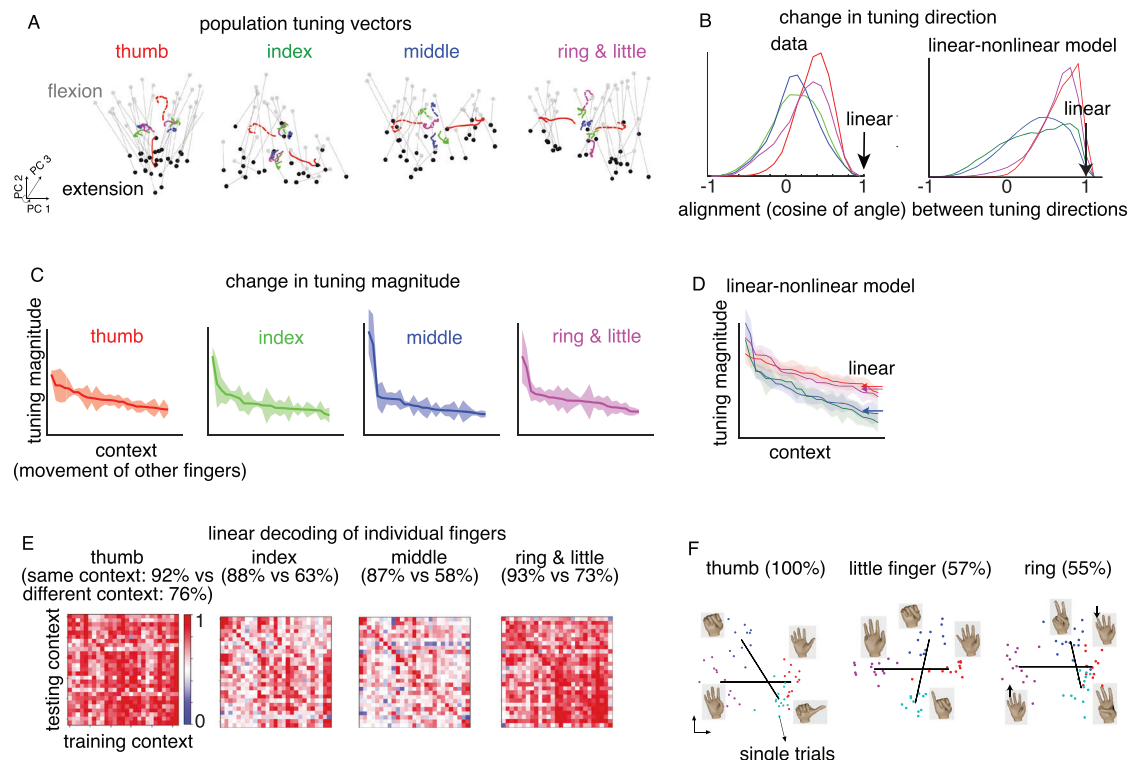 A
population tuning vectors
thumb
index
middle
ring & little
flexion
extension
PC 1
PC 2
PC 3
B
change in tuning direction
data
linear-nonlinear model
linear
linear
-1
0
1
-1
0
1
alignment (cosine of angle) between tuning directions
C
change in tuning magnitude
tuning magnitude
thumb
index
middle
ring & little
context
(movement of other fingers)
D
linear-nonlinear model
tuning magnitude
linear
context
E
linear decoding of individual fingers
thumb
(same context: 92% vs
different context: 76%)
index
(88% vs 63%)
middle
(87% vs 58%)
ring & little
(93% vs 73%)
testing context
training context
1
0
F
thumb (100%)
little finger (57%)
ring (55%)
single trials